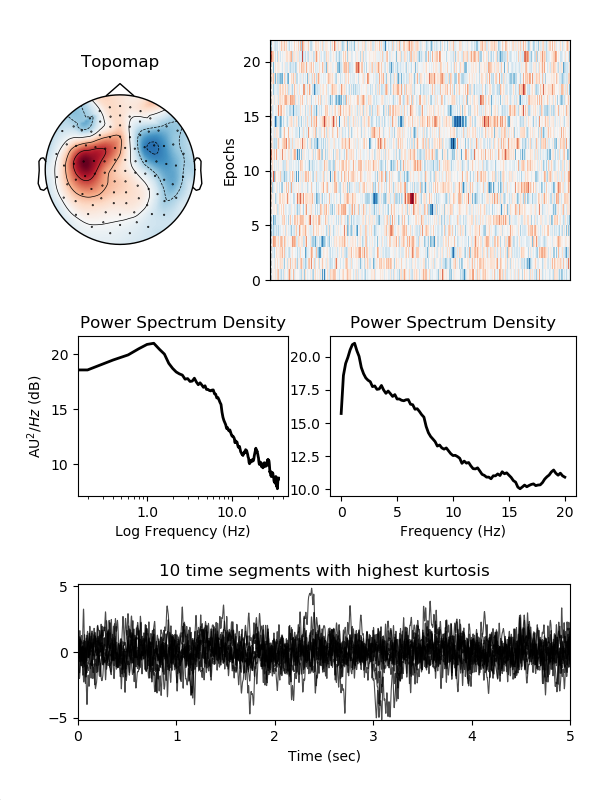 Topomap
Epochs
20
15
10
5
0
Power Spectrum Density
AU²/Hz (dB)
20
15
10
1.0 10.0
Log Frequency (Hz)
Power Spectrum Density
20.0
17.5
15.0
12.5
10.0
0 5 10 15 20
Frequency (Hz)
10 time segments with highest kurtosis
5
0
−5
0 1 2 3 4 5
Time (sec)